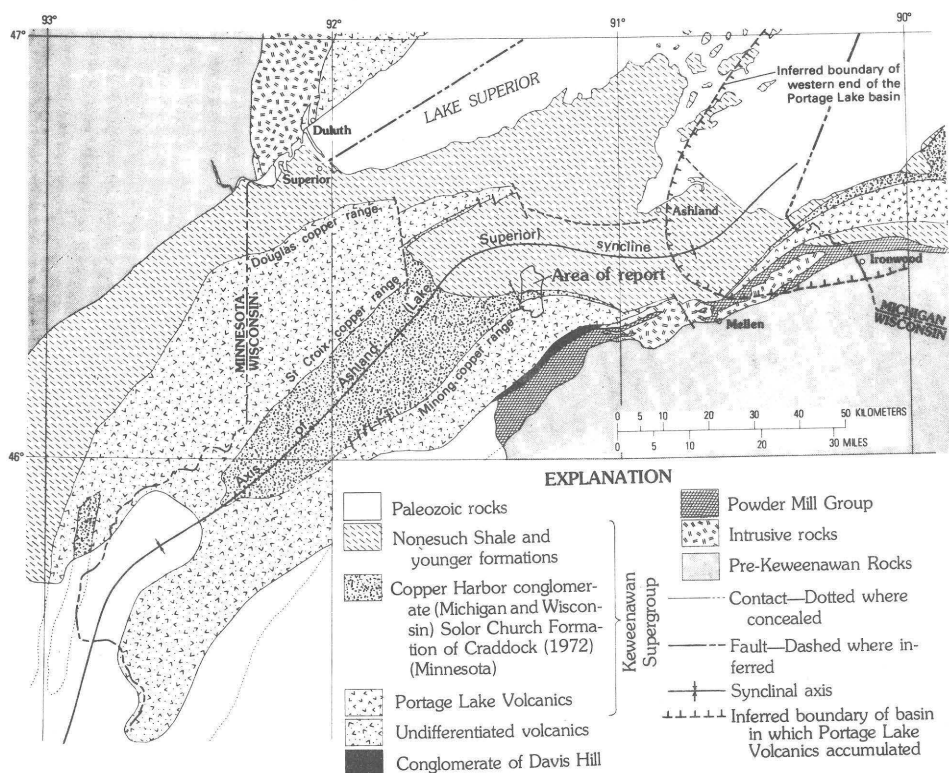 93°
92°
91°
90°
47°
46°
LAKE SUPERIOR
Inferred boundary of
western end of the
Portage Lake basin
Duluth
Superior
Ashland
Ironwood
Mellen
Douglas copper range
St Croix copper range
Minong copper range
Axis of Ashland (Lake Superior) syncline
Area of report
MINNESOTA
WISCONSIN
MICHIGAN
WISCONSIN
0 5 10 20 30 40 50 KILOMETERS
0 5 10 20 30 MILES
EXPLANATION
Paleozoic rocks
Nonesuch Shale and
younger formations
Copper Harbor conglomer-
ate (Michigan and Wiscon-
sin) Solor Church Forma-
tion of Craddock (1972)
(Minnesota)
Portage Lake Volcanics
Undifferentiated volcanics
Conglomerate of Davis Hill
Keweenawan
Supergroup
Powder Mill Group
Intrusive rocks
Pre-Keweenawan Rocks
Contact—Dotted where
concealed
Fault—Dashed where in-
ferred
Synclinal axis
Inferred boundary of basin
in which Portage Lake
Volcanics accumulated